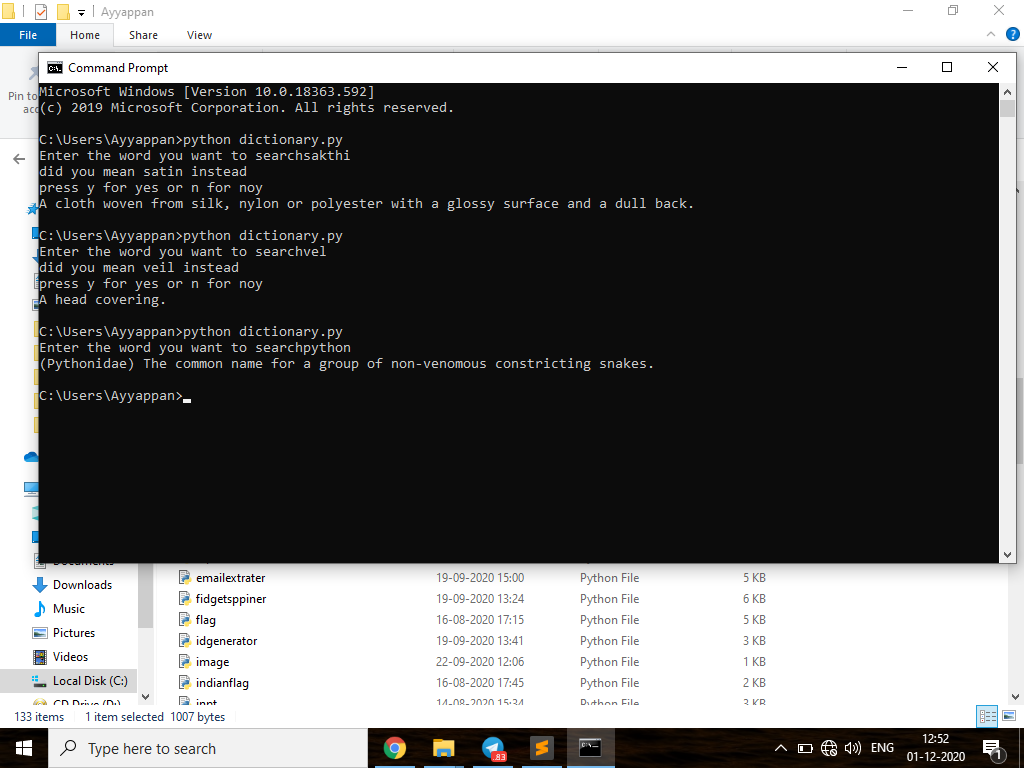 Ayyappan
File Home Share View
Pin to
acc
Command Prompt
Microsoft Windows [Version 10.0.18363.592]
(c) 2019 Microsoft Corporation. All rights reserved.
C:\Users\Ayyappan>python dictionary.py
Enter the word you want to searchsakthi
did you mean satin instead
press y for yes or n for noy
A cloth woven from silk, nylon or polyester with a glossy surface and a dull back.
C:\Users\Ayyappan>python dictionary.py
Enter the word you want to searchvel
did you mean veil instead
press y for yes or n for noy
A head covering.
C:\Users\Ayyappan>python dictionary.py
Enter the word you want to searchpython
(Pythonidae) The common name for a group of non-venomous constricting snakes.
C:\Users\Ayyappan>
Documents
Downloads
Music
Pictures
Videos
Local Disk (C:)
CD Drive (D:)
emailextrater 19-09-2020 15:00 Python File 5 KB
fidgetsppiner 19-09-2020 13:24 Python File 6 KB
flag 16-08-2020 17:15 Python File 5 KB
idgenerator 19-09-2020 13:41 Python File 3 KB
image 22-09-2020 12:06 Python File 1 KB
indianflag 16-08-2020 17:45 Python File 2 KB
14-08-2020 15:34 Python File 3 KB
133 items 1 item selected 1007 bytes
Type here to search
83
ENG
12:52
01-12-2020
1